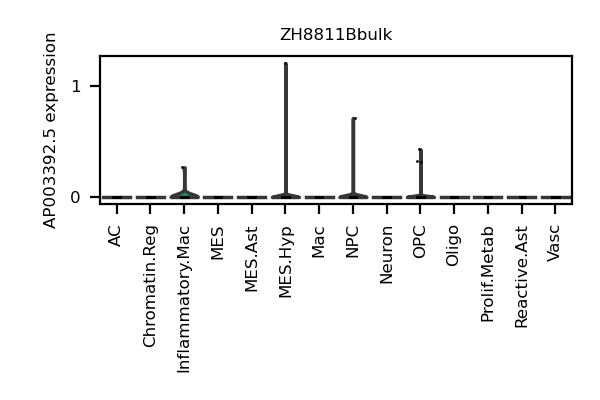 ZH8811Bbulk
AP003392.5 expression
1
0
AC
Chromatin.Reg
Inflammatory.Mac
MES
MES.Ast
MES.Hyp
Mac
NPC
Neuron
OPC
Oligo
Prolif.Metab
Reactive.Ast
Vasc